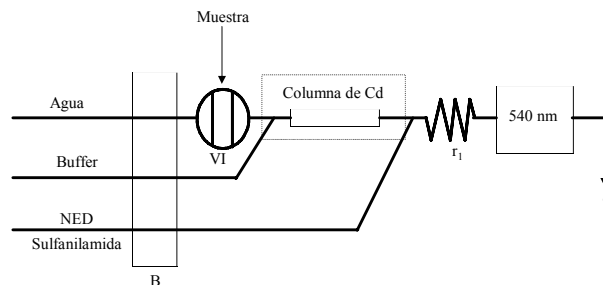 Muestra
Columna de Cd
Agua
540 nm
VI
r1
Buffer
NED
Sulfanilamida
B